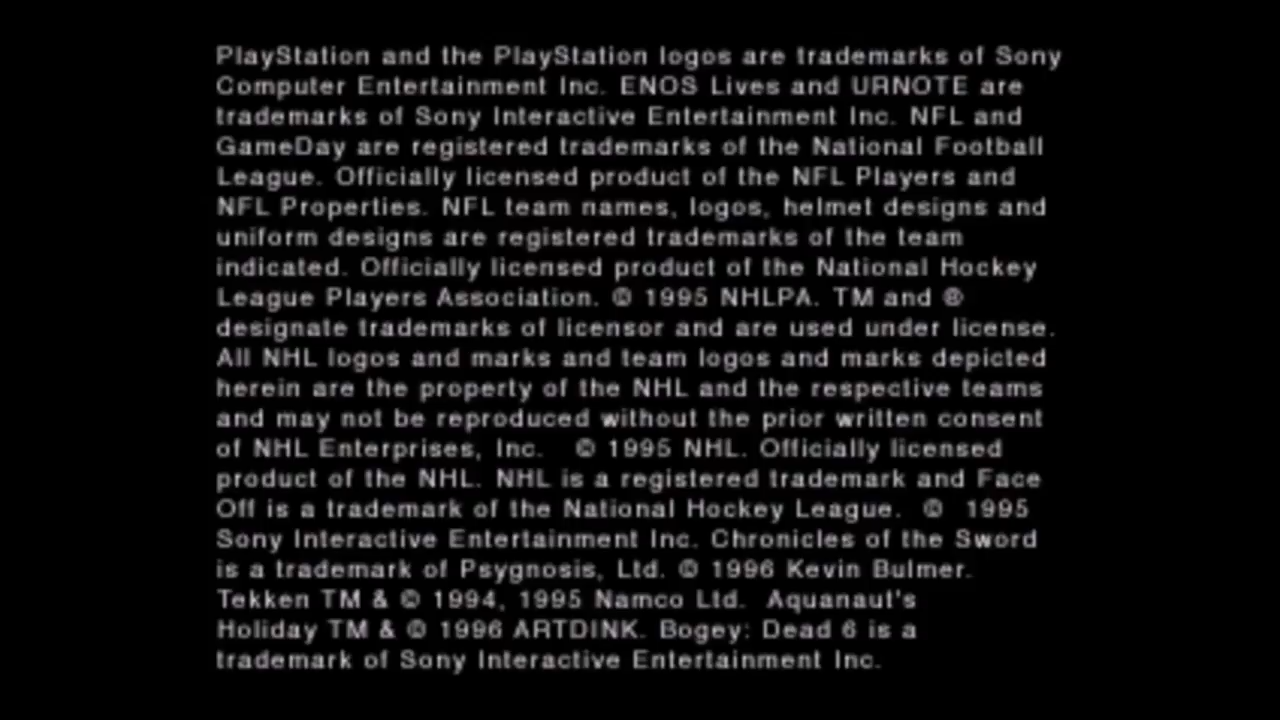 PlayStation and the PlayStation logos are trademarks of Sony
Computer Entertainment Inc. ENOS Lives and URNOTE are
trademarks of Sony Interactive Entertainment Inc. NFL and
GameDay are registered trademarks of the National Football
League. Officially licensed product of the NFL Players and
NFL Properties. NFL team names, logos, helmet designs and
uniform designs are registered trademarks of the team
indicated. Officially licensed product of the National Hockey
League Players Association. © 1995 NHLPA. TM and ®
designate trademarks of licensor and are used under license.
All NHL logos and marks and team logos and marks depicted
herein are the property of the NHL and the respective teams
and may not be reproduced without the prior written consent
of NHL Enterprises, Inc. © 1995 NHL. Officially licensed
product of the NHL. NHL is a registered trademark and Face
Off is a trademark of the National Hockey League. © 1995
Sony Interactive Entertainment Inc. Chronicles of the Sword
is a trademark of Psygnosis, Ltd. © 1996 Kevin Bulmer.
Tekken TM & © 1994, 1995 Namco Ltd. Aquanaut's
Holiday TM & © 1996 ARTDINK. Bogey: Dead 6 is a
trademark of Sony Interactive Entertainment Inc.